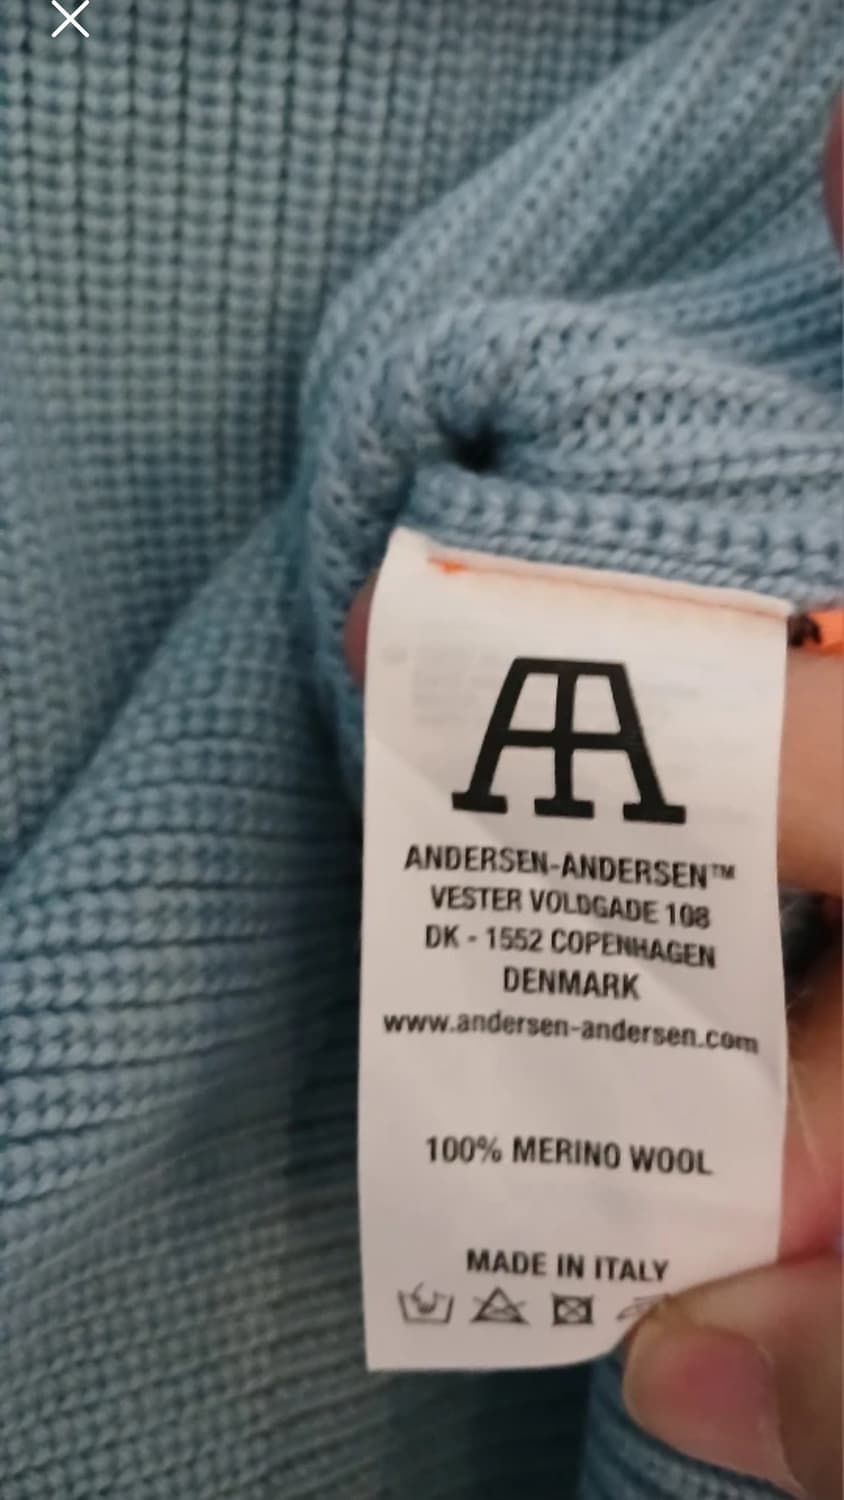 ANDERSEN-ANDERSEN™
VESTER VOLDGADE 108
DK - 1552 COPENHAGEN
DENMARK
www.andersen-andersen.com
100% MERINO WOOL
MADE IN ITALY